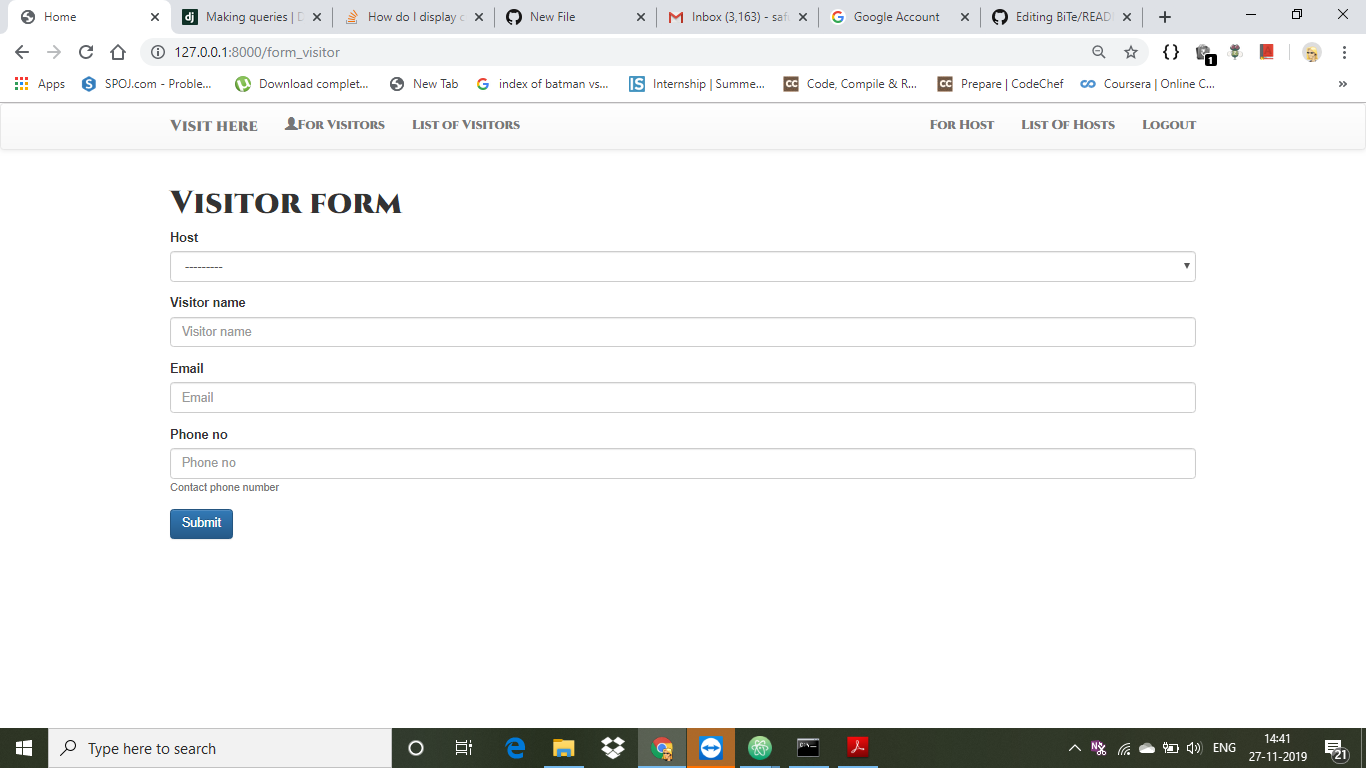 Home
Making queries | D
How do I display c
New File
Inbox (3,163) - saf
Google Account
Editing BiTe/READ
127.0.0.1:8000/form_visitor
1
Apps
SPOJ.com - Proble...
Download complet...
New Tab
index of batman vs...
Internship | Summe...
Code, Compile & R...
Prepare | CodeChef
Coursera | Online C...
Visit here
For Visitors
List of Visitors
For Host
List Of Hosts
Logout
Visitor form
Host
---------
Visitor name
Visitor name
Email
Email
Phone no
Phone no
Contact phone number
Submit
Type here to search
ENG
14:41
27-11-2019
21